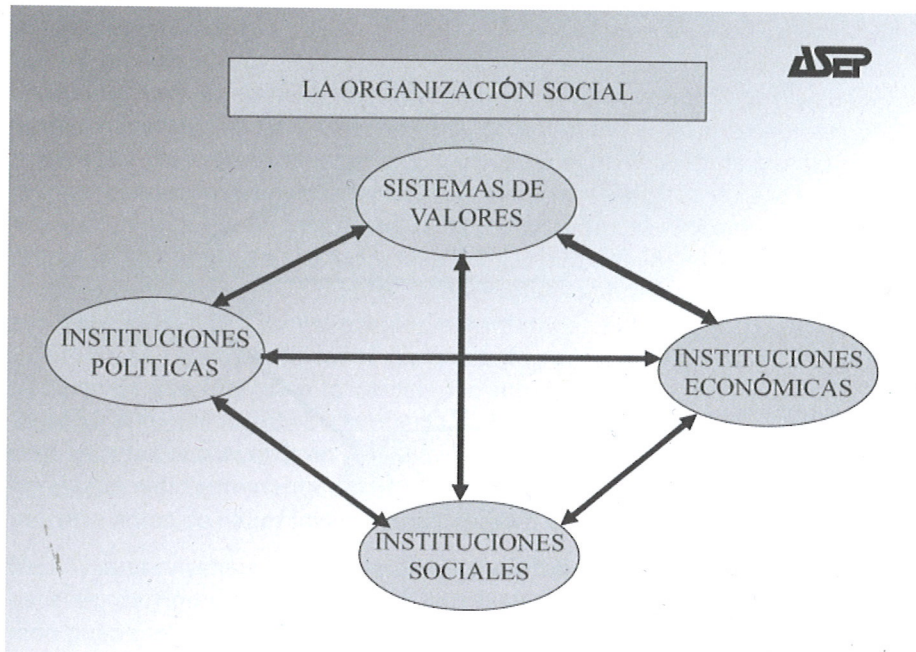 ASEP
LA ORGANIZACIÓN SOCIAL
SISTEMAS DE
VALORES
INSTITUCIONES
POLITICAS
INSTITUCIONES
ECONÓMICAS
INSTITUCIONES
SOCIALES